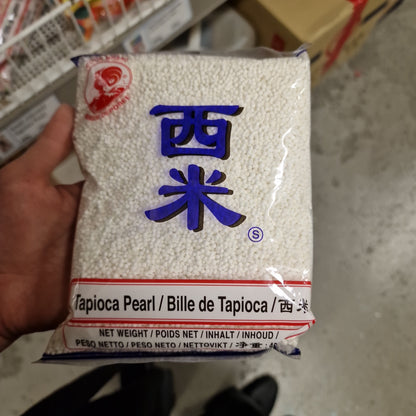 西
米
S
Tapioca Pearl / Bille de Tapioca / 西米
NET WEIGHT / POIDS NET / INHALT / INHOUD /
PESO NETTO / PESO NETO / NETTOVIKT / 净重